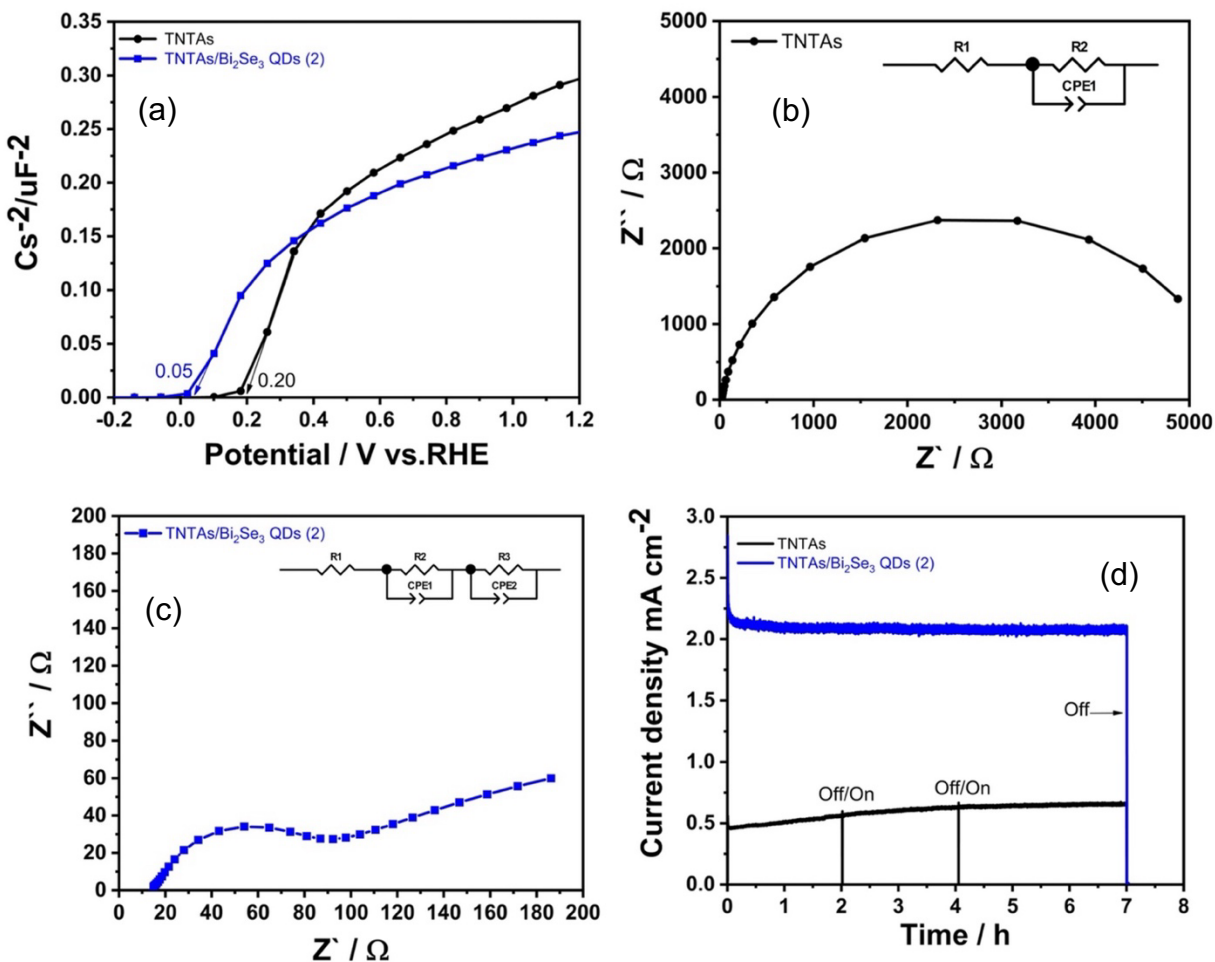 (a)
TNTAs
TNTAs/Bi₂Se₃ QDs (2)
Cs⁻²/uF⁻²
0.35
0.30
0.25
0.20
0.15
0.10
0.05
0.00
0.05
0.20
-0.2 0.0 0.2 0.4 0.6 0.8 1.0 1.2
Potential / V vs.RHE
(b)
TNTAs
R1 R2
CPE1
Z`` / Ω
5000
4000
3000
2000
1000
0
0 1000 2000 3000 4000 5000
Z` / Ω
(c)
TNTAs/Bi₂Se₃ QDs (2)
R1 R2 R3
CPE1 CPE2
Z`` / Ω
200
180
160
140
120
100
80
60
40
20
0
0 20 40 60 80 100 120 140 160 180 200
Z` / Ω
(d)
TNTAs
TNTAs/Bi₂Se₃ QDs (2)
Current density mA cm⁻²
3.0
2.5
2.0
1.5
1.0
0.5
0.0
Off
Off/On
Off/On
0 1 2 3 4 5 6 7 8
Time / h